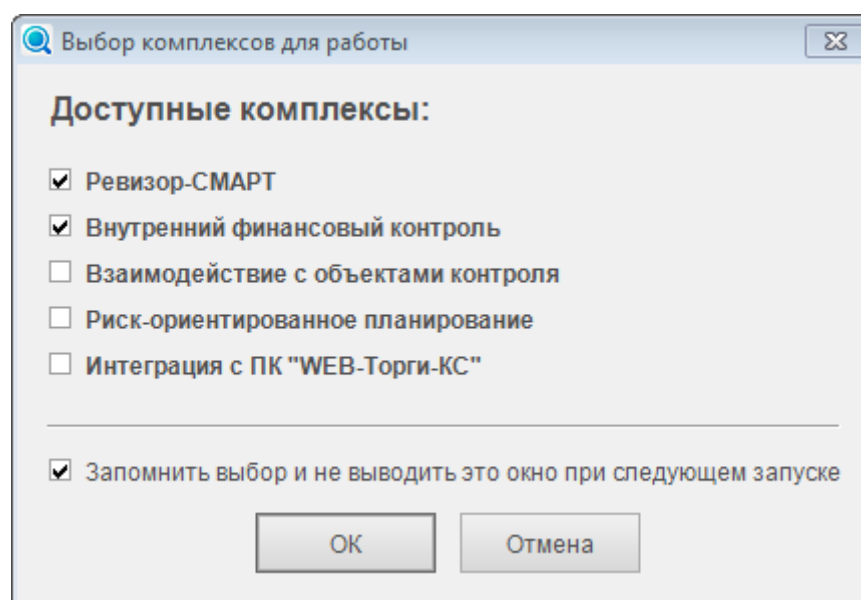 Выбор комплексов для работы
Доступные комплексы:
Ревизор-СМАРТ
Внутренний финансовый контроль
Взаимодействие с объектами контроля
Риск-ориентированное планирование
Интеграция с ПК "WEB-Торги-КС"
Запомнить выбор и не выводить это окно при следующем запуске
ОК
Отмена